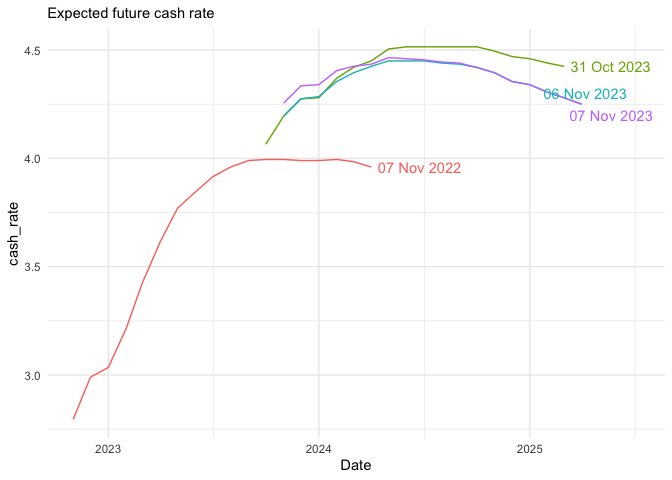 Expected future cash rate
4.5
31 Oct 2023
06 Nov 2023
07 Nov 2023
4.0
07 Nov 2022
cash_rate
3.5
3.0
2023
2024
2025
Date